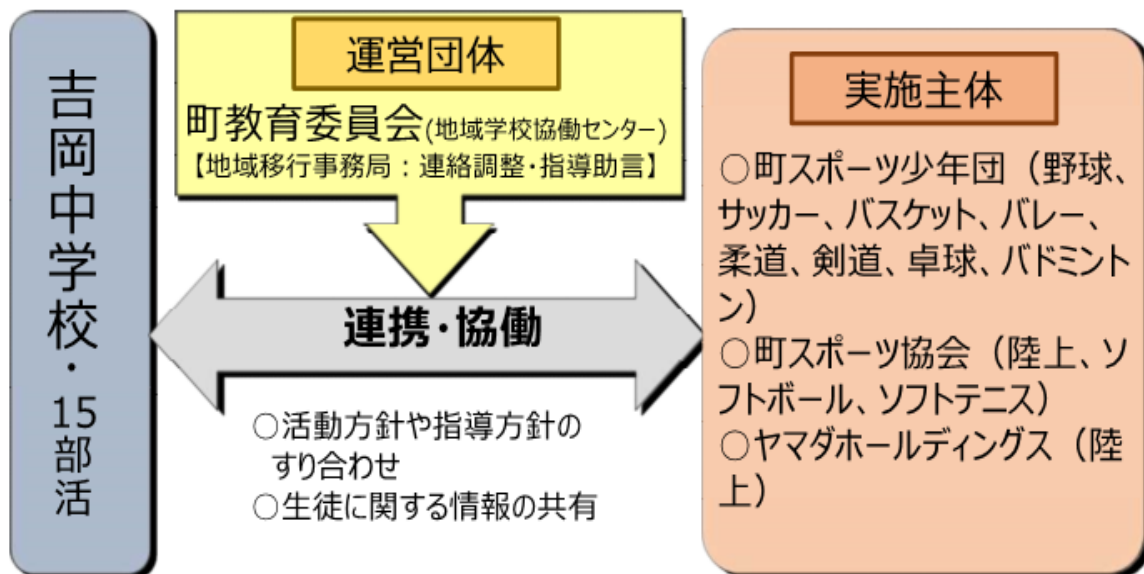 吉岡中学校・15部活
運営団体
町教育委員会(地域学校協働センター)
【地域移行事務局：連絡調整・指導助言】
連携・協働
○活動方針や指導方針の
すり合わせ
○生徒に関する情報の共有
実施主体
○町スポーツ少年団（野球、
サッカー、バスケット、バレー、
柔道、剣道、卓球、バドミント
ン）
○町スポーツ協会（陸上、ソ
フトボール、ソフトテニス）
○ヤマダホールディングス（陸
上）